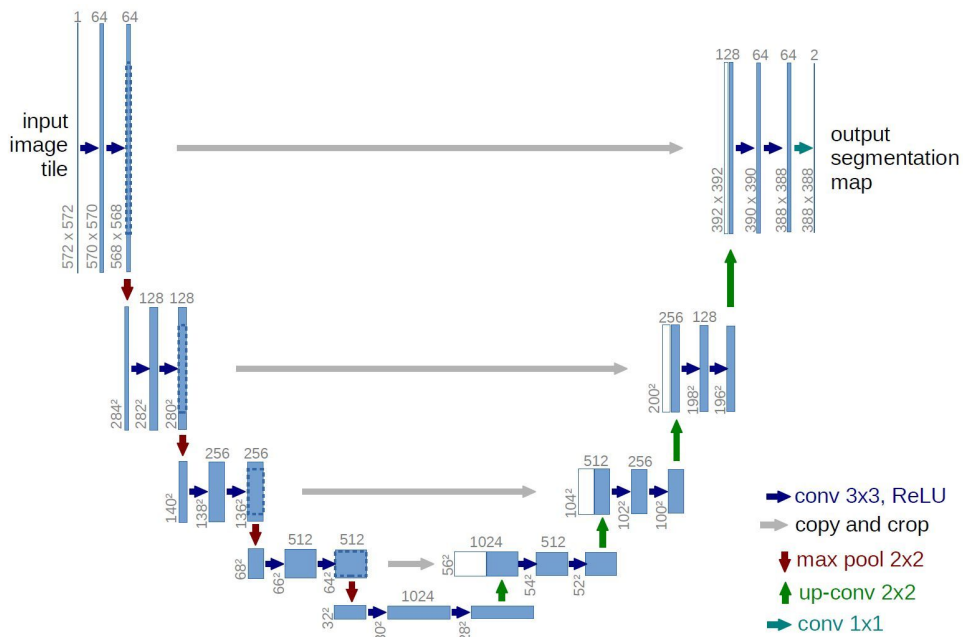 1 64 64
128 64 64 2
input
image
tile
output
segmentation
map
572 x 572
570 x 570
568 x 568
392 x 392
390 x 390
388 x 388
388 x 388
128 128
256 128
284²
282²
280²
200²
198²
196²
256 256
512 256
140²
138²
136²
104²
102²
100²
conv 3x3, ReLU
copy and crop
max pool 2x2
up-conv 2x2
conv 1x1
512 512
1024 512
68²
66²
64²
56²
54²
52²
1024
32²
30²
28²